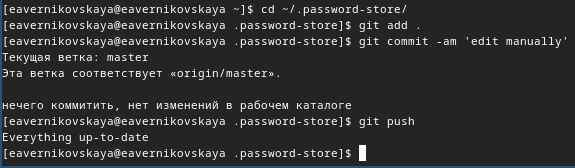 [eavernikovskaya@eavernikovskaya ~]$ cd ~/.password-store/
[eavernikovskaya@eavernikovskaya .password-store]$ git add .
[eavernikovskaya@eavernikovskaya .password-store]$ git commit -am 'edit manually'
Текущая ветка: master
Эта ветка соответствует «origin/master».
нечего коммитить, нет изменений в рабочем каталоге
[eavernikovskaya@eavernikovskaya .password-store]$ git push
Everything up-to-date
[eavernikovskaya@eavernikovskaya .password-store]$